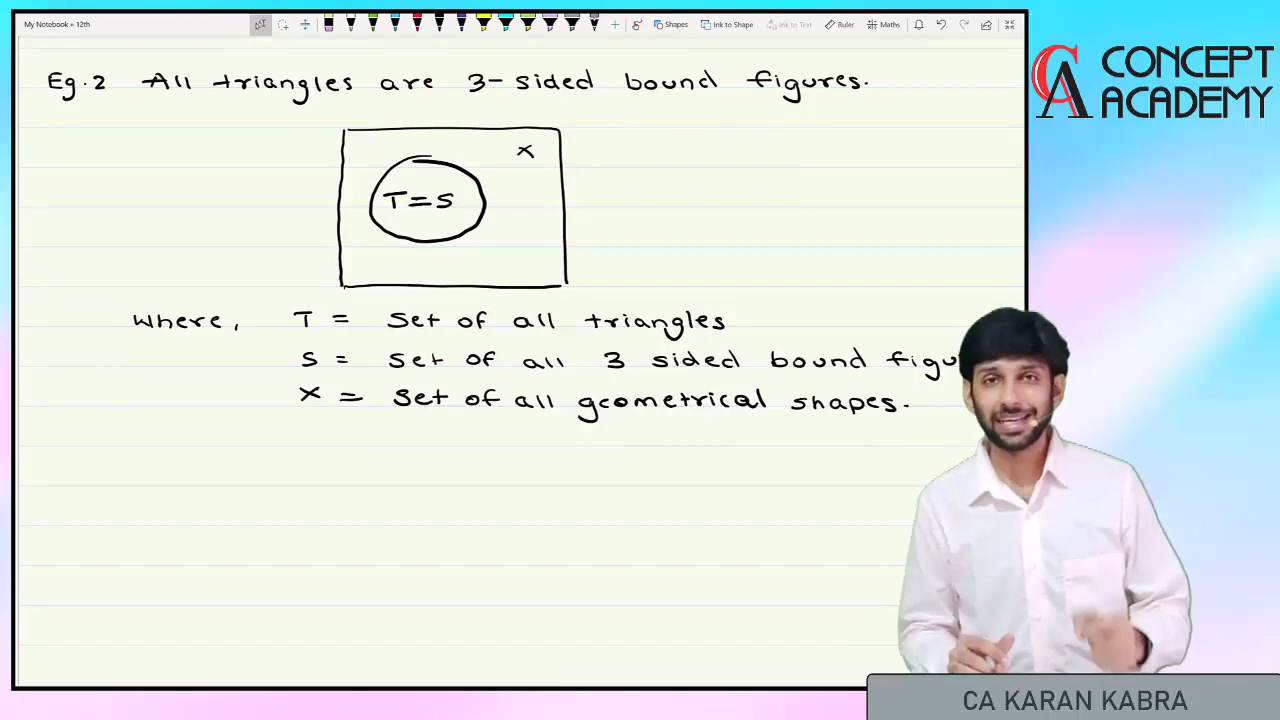 My Notebook » 12th
Shapes
Ink to Shape
Ink to Text
Ruler
Maths
CONCEPT
ACADEMY
Eg.2 All triangles are 3-sided bound figures.
x
T=S
where, T = Set of all triangles
S = Set of all 3 sided bound figu
x = Set of all geometrical shapes.
CA KARAN KABRA